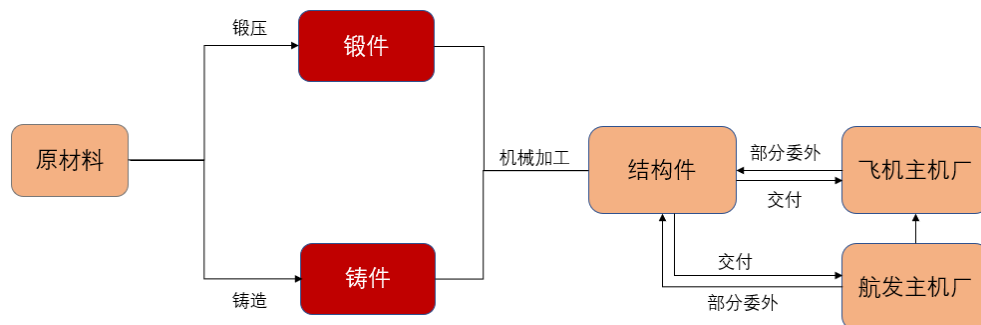 锻压
锻件
原材料
机械加工
结构件
部分委外
交付
飞机主机厂
铸造
铸件
交付
部分委外
航发主机厂